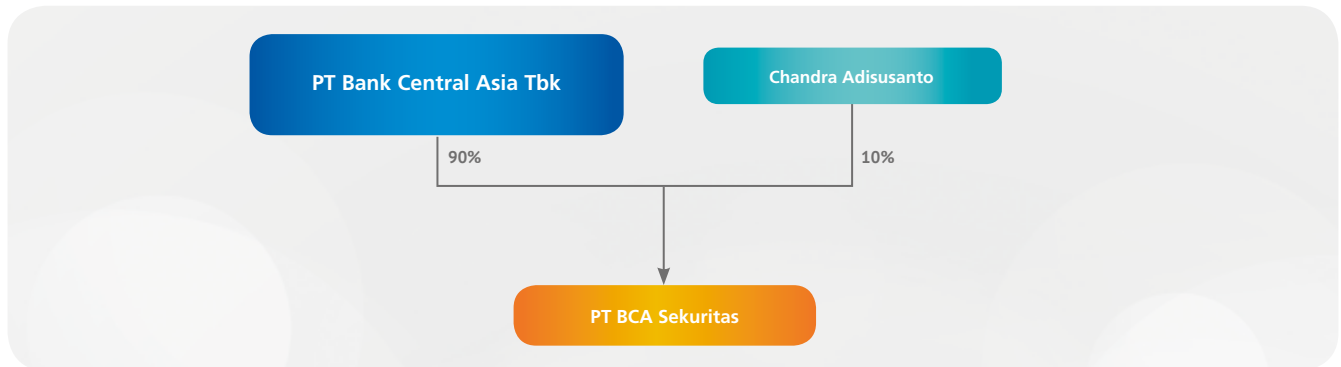 PT Bank Central Asia Tbk
Chandra Adisusanto
90%
10%
PT BCA Sekuritas